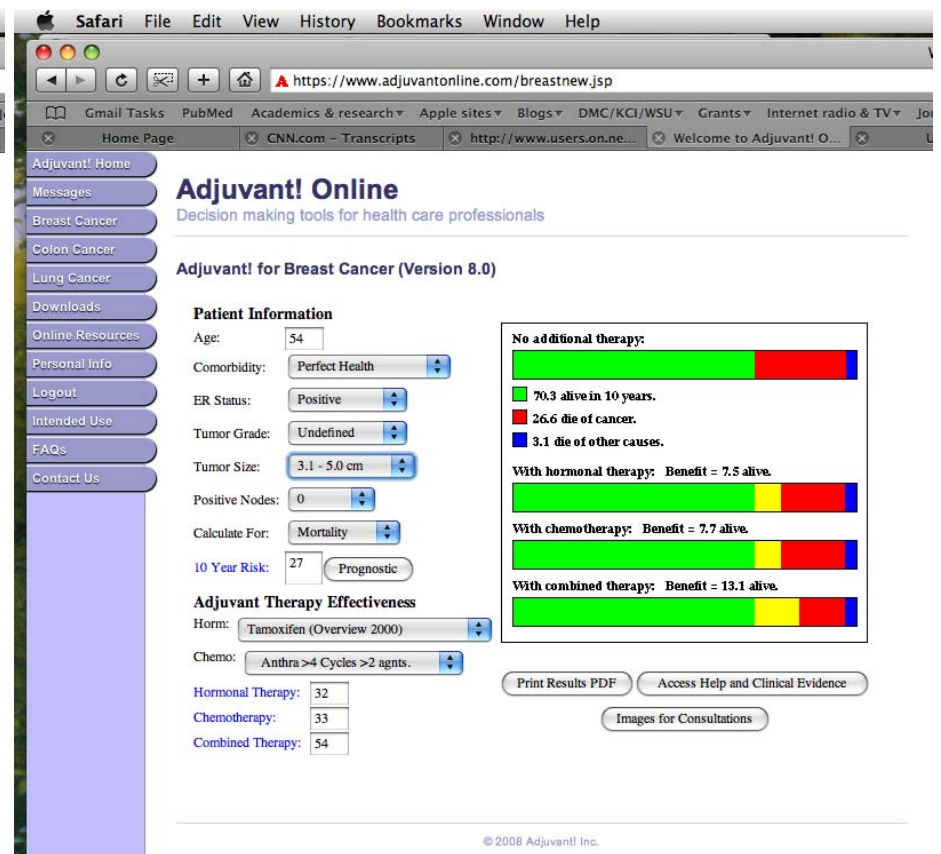 Safari File Edit View History Bookmarks Window Help
https://www.adjuvantonline.com/breastnew.jsp
Gmail Tasks PubMed Academics & research Apple sites Blogs DMC/KCI/WSU Grants Internet radio & TV
Home Page CNN.com – Transcripts http://www.users.on.ne... Welcome to Adjuvant! O...
Adjuvant! Home
Messages
Breast Cancer
Colon Cancer
Lung Cancer
Downloads
Online Resources
Personal Info
Logout
Intended Use
FAQs
Contact Us
Adjuvant! Online
Decision making tools for health care professionals
Adjuvant! for Breast Cancer (Version 8.0)
Patient Information
Age: 54
Comorbidity: Perfect Health
ER Status: Positive
Tumor Grade: Undefined
Tumor Size: 3.1 - 5.0 cm
Positive Nodes: 0
Calculate For: Mortality
10 Year Risk: 27 Prognostic
Adjuvant Therapy Effectiveness
Horm: Tamoxifen (Overview 2000)
Chemo: Anthra >4 Cycles >2 agnts.
Hormonal Therapy: 32
Chemotherapy: 33
Combined Therapy: 54
No additional therapy:
70.3 alive in 10 years.
26.6 die of cancer.
3.1 die of other causes.
With hormonal therapy: Benefit = 7.5 alive.
With chemotherapy: Benefit = 7.7 alive.
With combined therapy: Benefit = 13.1 alive.
Print Results PDF Access Help and Clinical Evidence
Images for Consultations
© 2008 Adjuvant! Inc.